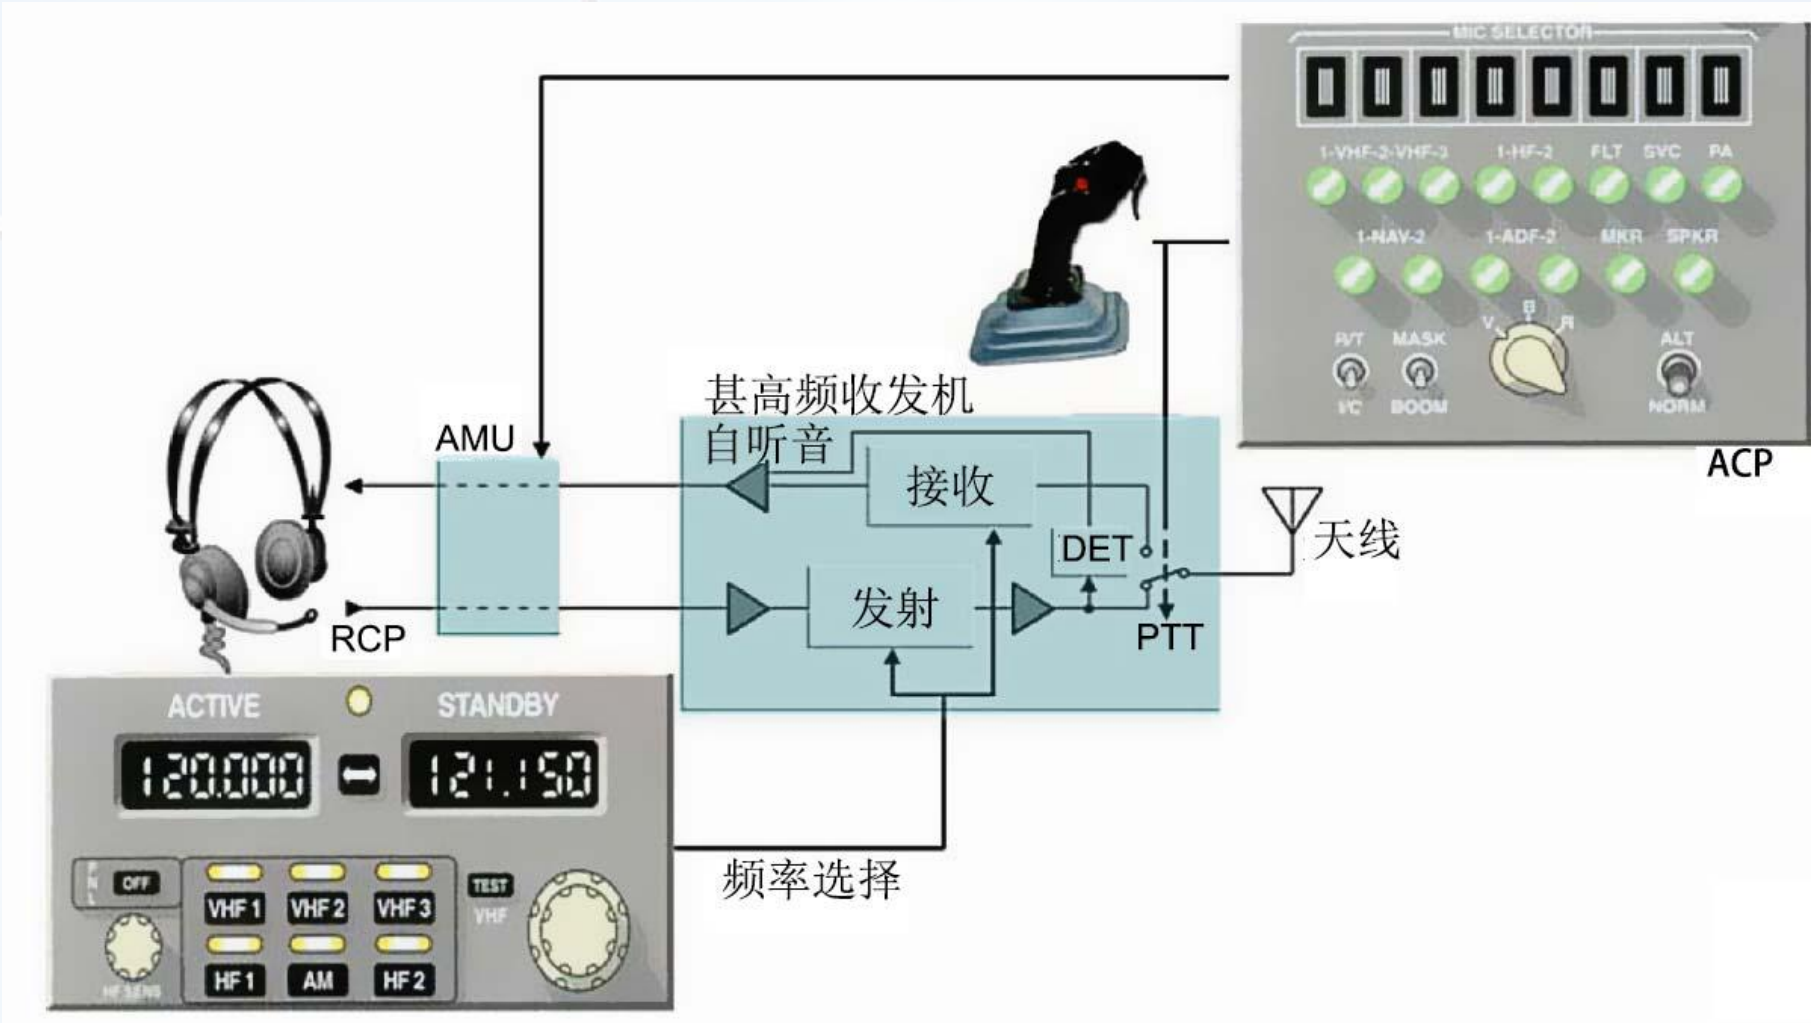 MIC SELECTOR
1-VHF-2-VHF-3 1-HF-2 FLT SVC PA
1-NAV-2 1-ADF-2 MKR SPKR
V B R
R/T MASK ALT
I/C BOOM NORM
ACP
甚高频收发机
自听音
AMU
接收
DET
天线
发射
PTT
RCP
ACTIVE STANDBY
120.000 121.150
频率选择
PNL OFF
VHF 1 VHF 2 VHF 3
TEST
VHF
HF 1 AM HF 2
HF SENS